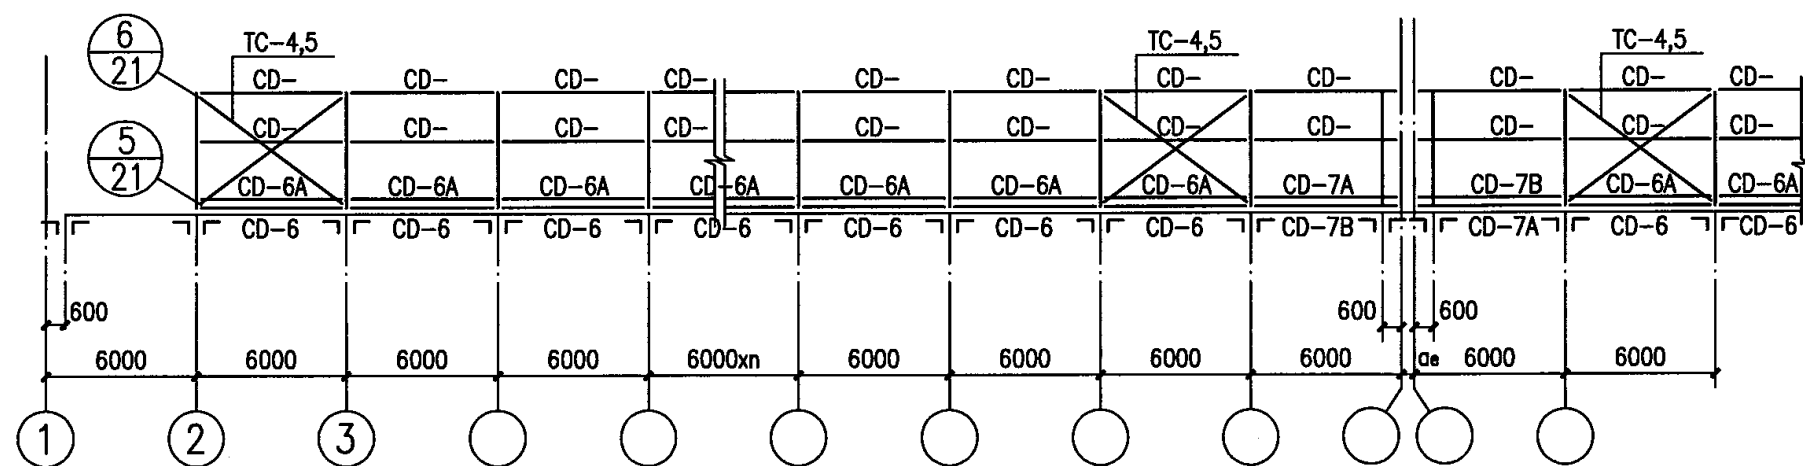 6
21
TC-4,5 TC-4,5 TC-4,5
CD- CD- CD- CD- CD- CD- CD- CD- CD- CD- CD-
5
21
CD- CD- CD- CD- CD- CD- CD- CD- CD- CD- CD-
CD-6A CD-6A CD-6A CD-6A CD-6A CD-6A CD-6A CD-7A CD-7B CD-6A CD-6A
CD-6 CD-6 CD-6 CD-6 CD-6 CD-6 CD-6 CD-7B CD-7A CD-6 CD-6
600 600 600
6000 6000 6000 6000 6000xn 6000 6000 6000 6000 ae 6000 6000
1 2 3